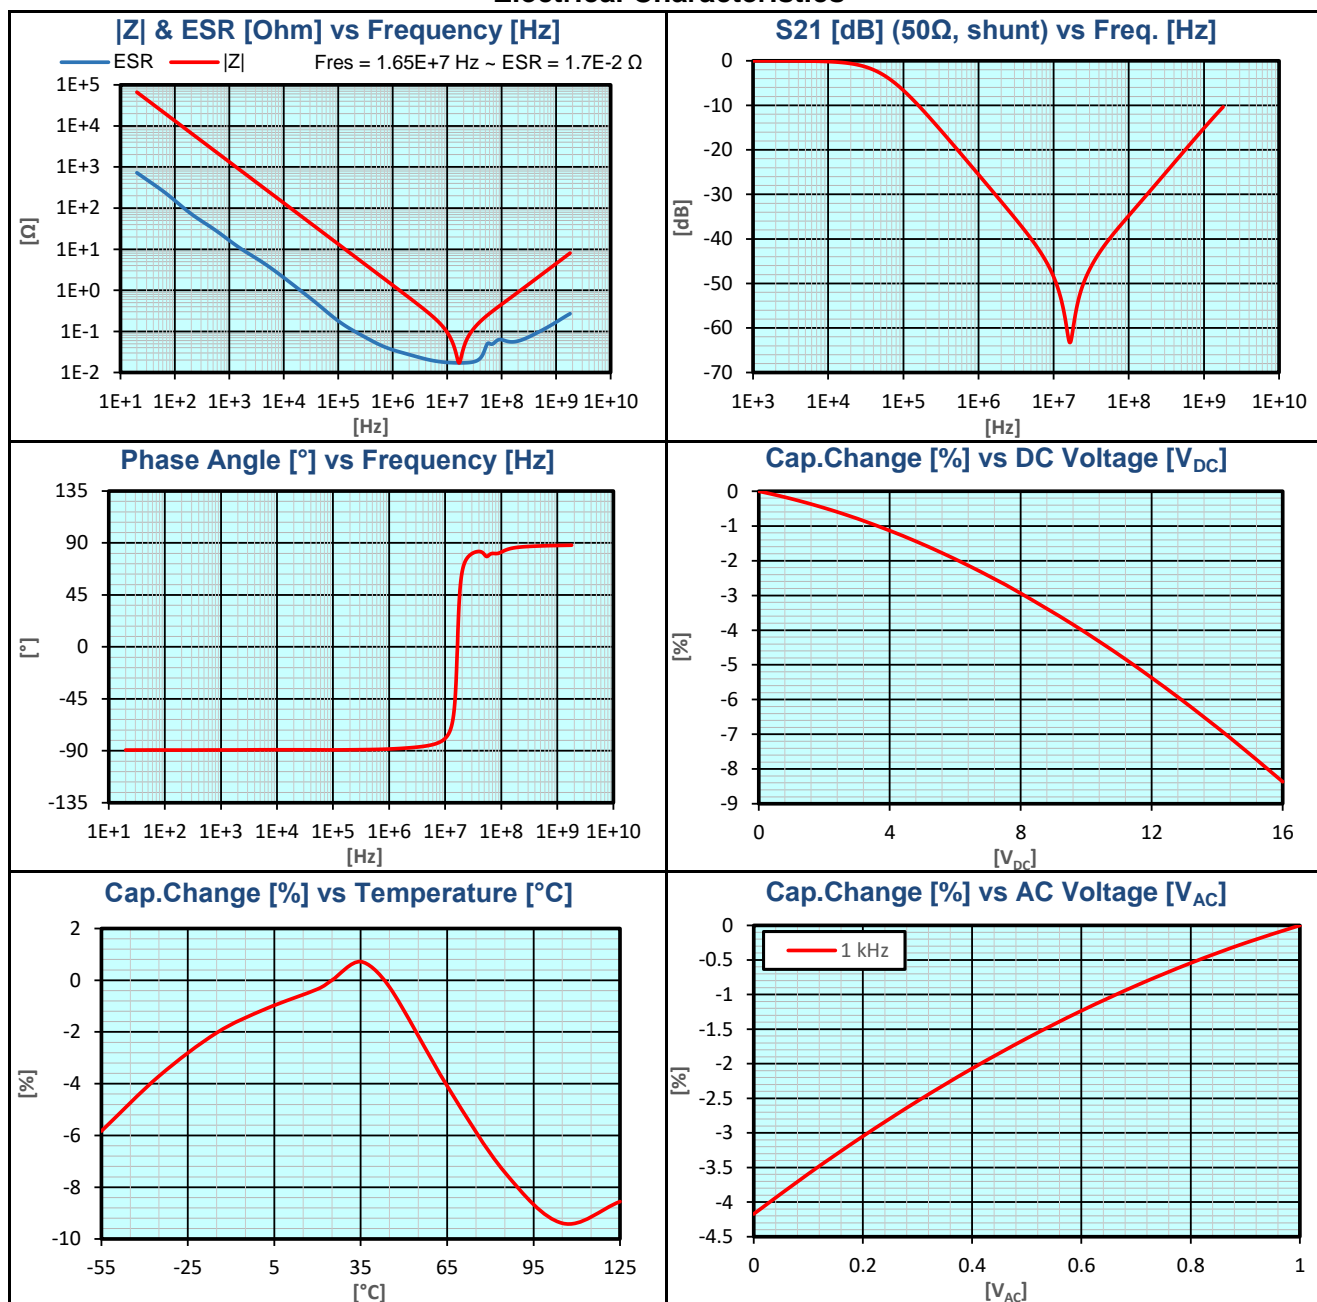 Electrical Characteristics
|Z| & ESR [Ohm] vs Frequency [Hz]
ESR |Z| Fres = 1.65E+7 Hz ~ ESR = 1.7E-2 Ω
1E+5
1E+4
1E+3
1E+2
1E+1
1E+0
1E-1
1E-2
[Ω]
1E+1 1E+2 1E+3 1E+4 1E+5 1E+6 1E+7 1E+8 1E+9 1E+10
[Hz]
S21 [dB] (50Ω, shunt) vs Freq. [Hz]
0
-10
-20
-30
-40
-50
-60
-70
[dB]
1E+3 1E+4 1E+5 1E+6 1E+7 1E+8 1E+9 1E+10
[Hz]
Phase Angle [°] vs Frequency [Hz]
135
90
45
0
-45
-90
-135
[°]
1E+1 1E+2 1E+3 1E+4 1E+5 1E+6 1E+7 1E+8 1E+9 1E+10
[Hz]
Cap.Change [%] vs DC Voltage [VDC]
0
-1
-2
-3
-4
-5
-6
-7
-8
-9
[%]
0 4 8 12 16
[VDC]
Cap.Change [%] vs Temperature [°C]
2
0
-2
-4
-6
-8
-10
[%]
-55 -25 5 35 65 95 125
[°C]
Cap.Change [%] vs AC Voltage [VAC]
1 kHz
0
-0.5
-1
-1.5
-2
-2.5
-3
-3.5
-4
-4.5
[%]
0 0.2 0.4 0.6 0.8 1
[VAC]